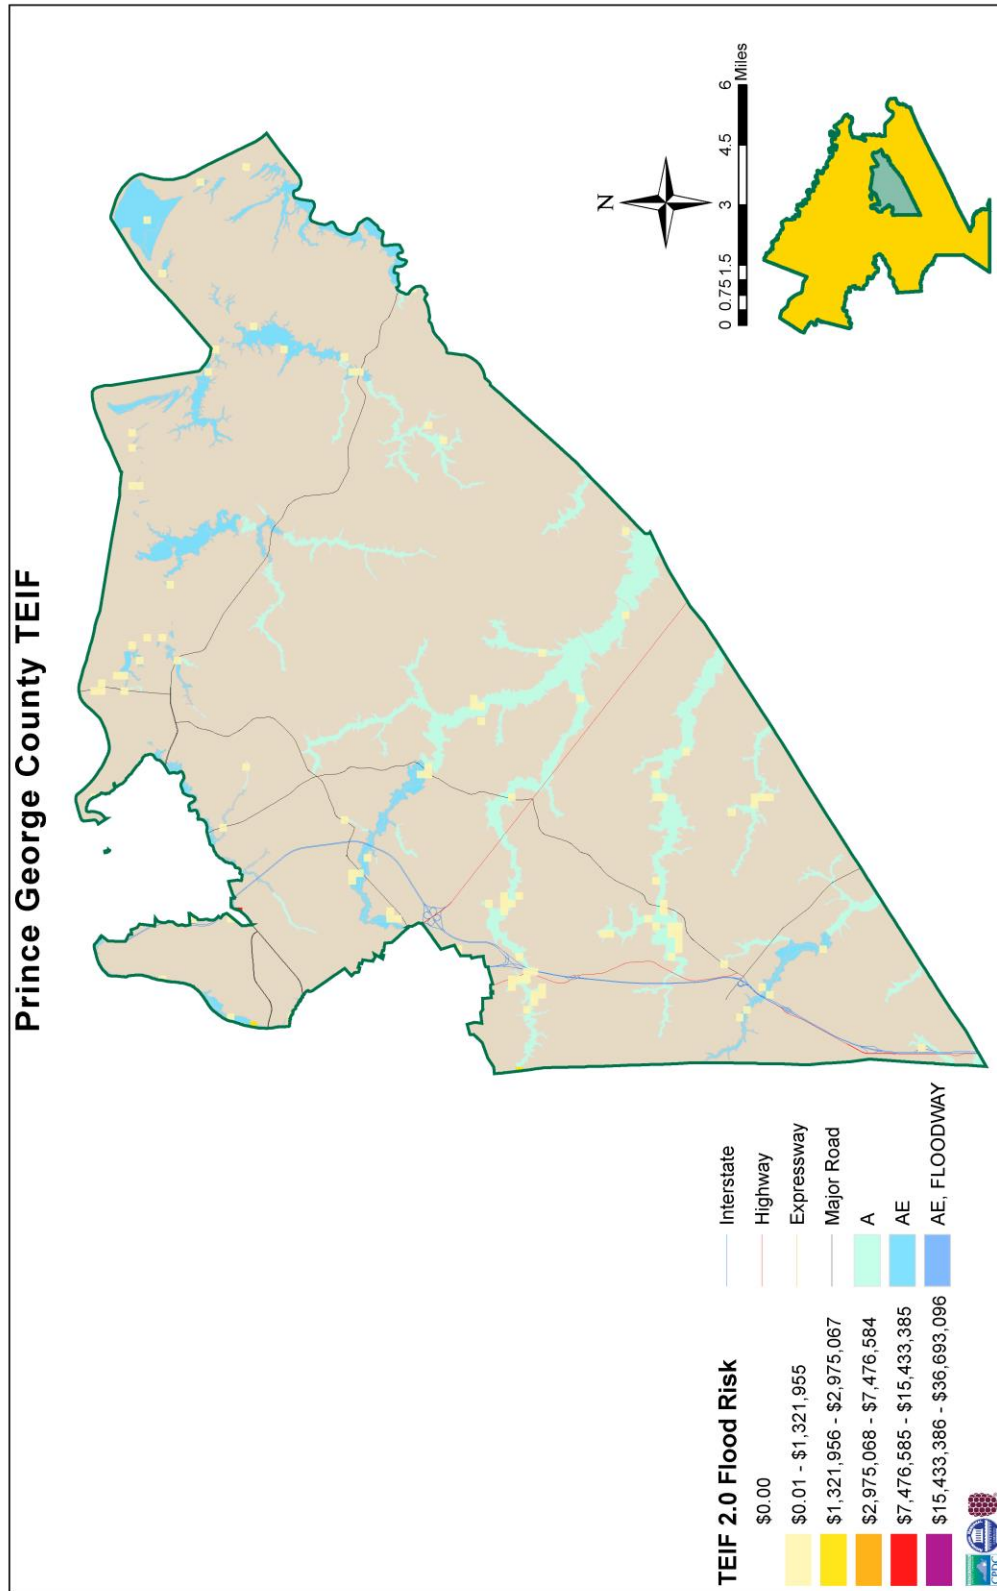 Prince George County TEIF
N
0 0.75 1.5 3 4.5 6
Miles
TEIF 2.0 Flood Risk
$0.00
$0.01 - $1,321,955
$1,321,956 - $2,975,067
$2,975,068 - $7,476,584
$7,476,585 - $15,433,385
$15,433,386 - $36,693,096
Interstate
Highway
Expressway
Major Road
A
AE
AE, FLOODWAY